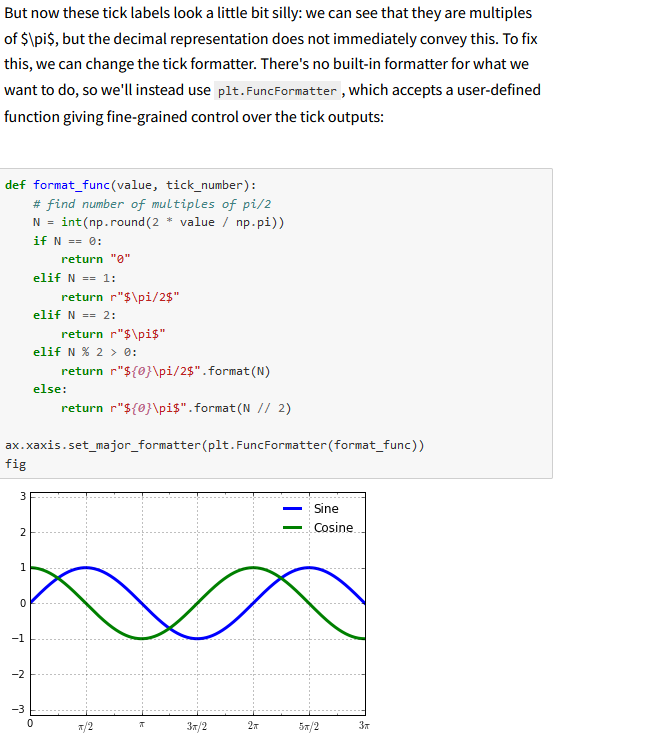 But now these tick labels look a little bit silly: we can see that they are multiples
of $\pi$, but the decimal representation does not immediately convey this. To fix
this, we can change the tick formatter. There's no built-in formatter for what we
want to do, so we'll instead use plt.FuncFormatter , which accepts a user-defined
function giving fine-grained control over the tick outputs:
def format_func(value, tick_number):
    # find number of multiples of pi/2
    N = int(np.round(2 * value / np.pi))
    if N == 0:
        return "0"
    elif N == 1:
        return r"$\pi/2$"
    elif N == 2:
        return r"$\pi$"
    elif N % 2 > 0:
        return r"${0}\pi/2$".format(N)
    else:
        return r"${0}\pi$".format(N // 2)
ax.xaxis.set_major_formatter(plt.FuncFormatter(format_func))
fig
3
Sine
Cosine
2
1
0
−1
−2
−3
0 π/2 π 3π/2 2π 5π/2 3π